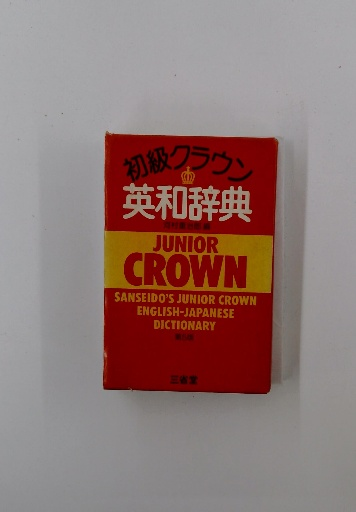 初級クラウン
英和辞典
JUNIOR
CROWN
SANSEIDO'S JUNIOR CROWN
ENGLISH-JAPANESE
DICTIONARY
三省堂